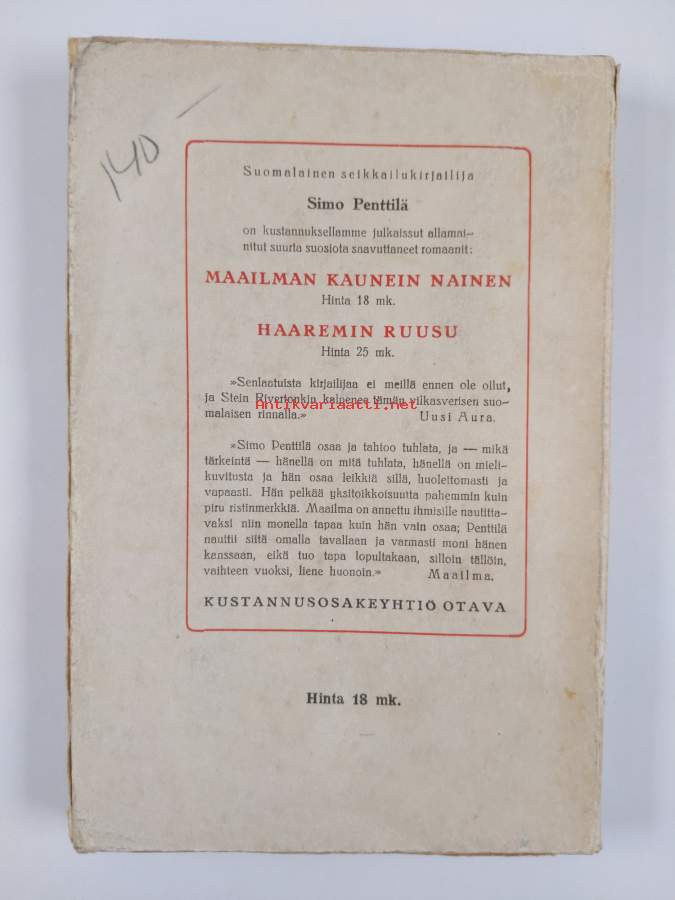 140 -
Suomalainen seikkailukirjailija
Simo Penttilä
on kustannuksellamme julkaissut allamai-
nitut suurta suosiota saavuttaneet romaanit:
MAAILMAN KAUNEIN NAINEN
Hinta 18 mk.
HAAREMIN RUUSU
Hinta 25 mk.
»Senlaatuista kirjailijaa ei meillä ennen ole ollut,
ja Stein Rivertonkin kalpenee tämän vilkasverisen suo-
Antikvariaatti.net
malaisen rinnalla.» Uusi Aura.
»Simo Penttilä osaa ja tahtoo tuhlata, ja — mikä
tärkeintä — hänellä on mitä tuhlata, hänellä on mieli-
kuvitusta ja hän osaa leikkiä sillä, huolettomasti ja
vapaasti. Hän pelkää yksitoikkoisuutta pahemmin kuin
piru ristinmerkkiä. Maailma on annettu ihmisille nautitta-
vaksi niin monella tapaa kuin hän vain osaa; Penttilä
nauttii siitä omalla tavallaan ja varmasti moni hänen
kanssaan, eikä tuo tapa lopultakaan, silloin tällöin,
vaihteen vuoksi, liene huonoin.» Maailma.
KUSTANNUSOSAKEYHTIÖ OTAVA
Hinta 18 mk.